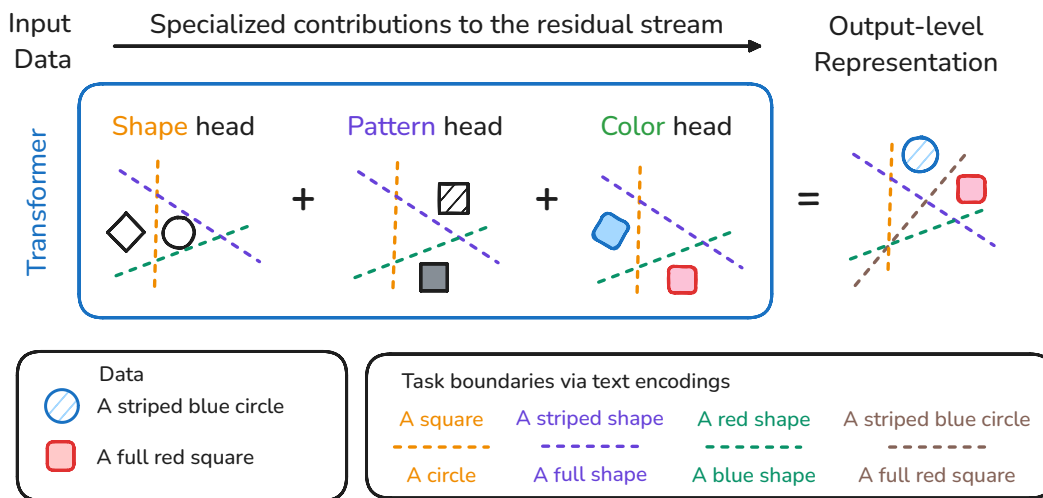 Input
Data
Specialized contributions to the residual stream
Output-level
Representation
Transformer
Shape head
Pattern head
Color head
+
+
=
Data
A striped blue circle
A full red square
Task boundaries via text encodings
A square
A striped shape
A red shape
A striped blue circle
A circle
A full shape
A blue shape
A full red square